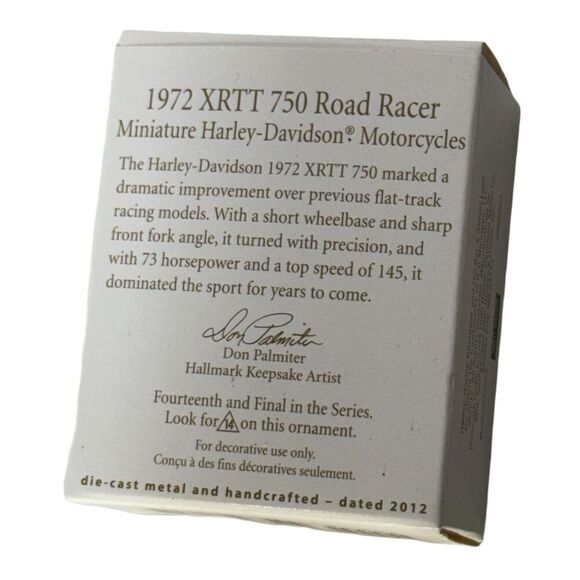 1972 XRTT 750 Road Racer
Miniature Harley-Davidson® Motorcycles
The Harley-Davidson 1972 XRTT 750 marked a
dramatic improvement over previous flat-track
racing models. With a short wheelbase and sharp
front fork angle, it turned with precision, and
with 73 horsepower and a top speed of 145, it
dominated the sport for years to come.
Don Palmiter
Don Palmiter
Hallmark Keepsake Artist
Fourteenth and Final in the Series.
Look for 14 on this ornament.
For decorative use only.
Conçu à des fins décoratives seulement.
die-cast metal and handcrafted – dated 2012